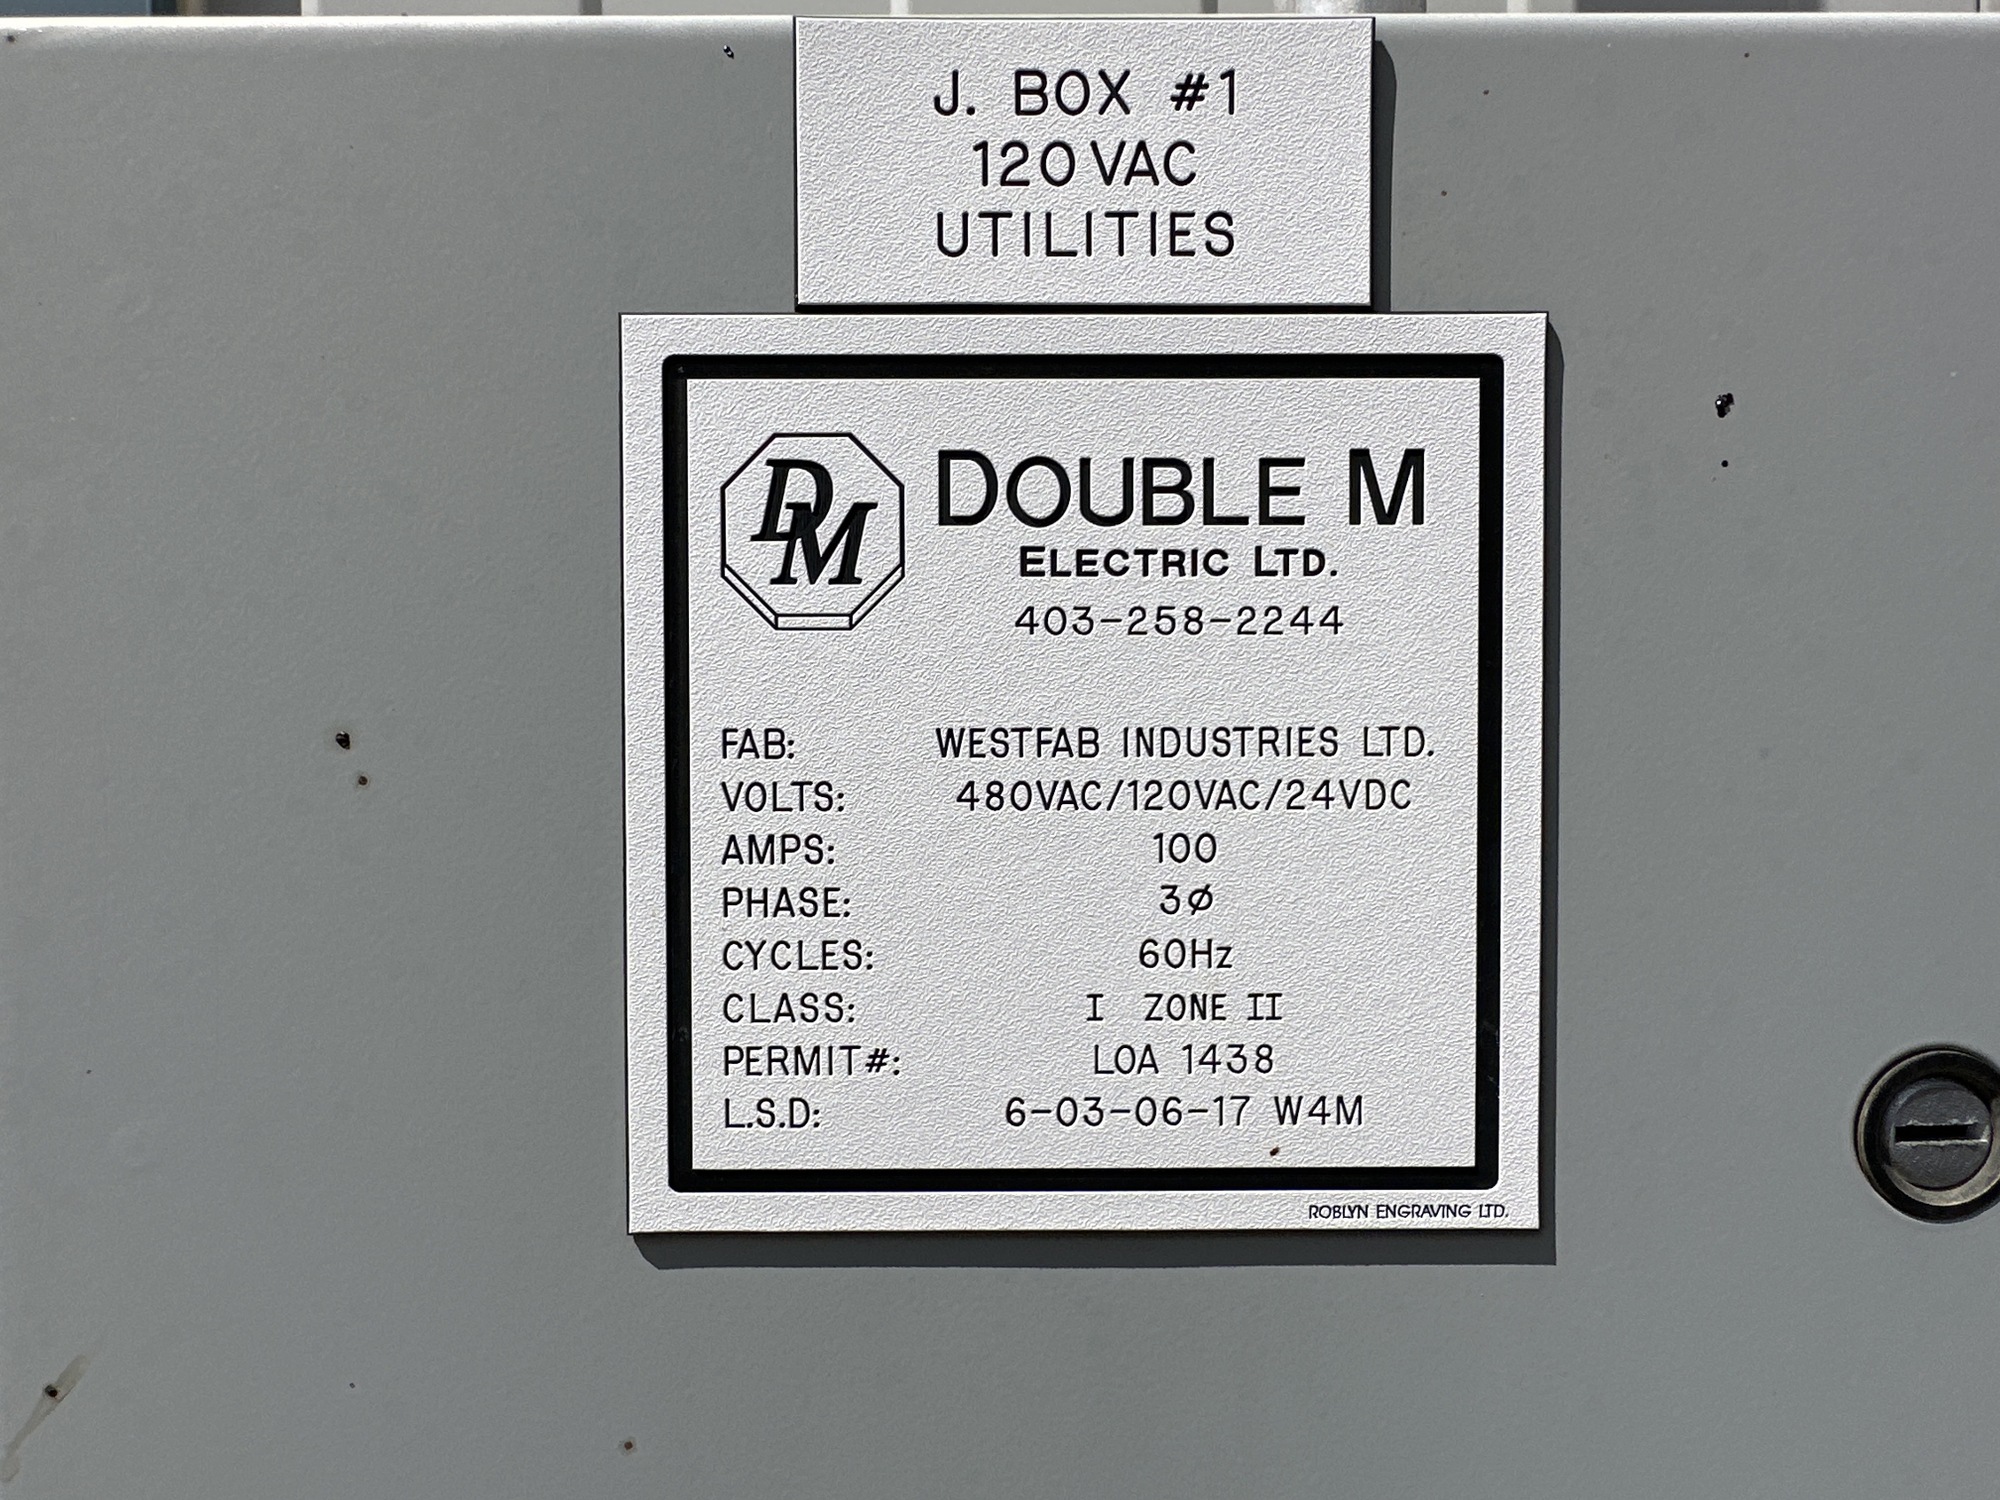 J. BOX #1
120VAC
UTILITIES
DM
DOUBLE M
ELECTRIC LTD.
403-258-2244
FAB: WESTFAB INDUSTRIES LTD.
VOLTS: 480VAC/120VAC/24VDC
AMPS: 100
PHASE: 3Ø
CYCLES: 60Hz
CLASS: I ZONE II
PERMIT#: LOA 1438
L.S.D: 6-03-06-17 W4M
ROBLYN ENGRAVING LTD.